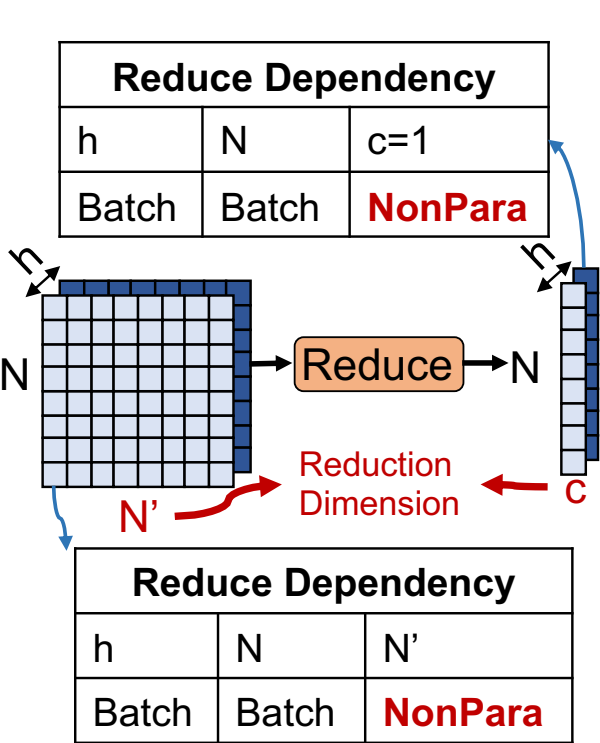 Reduce Dependency
h N c=1
Batch Batch NonPara
h h
N Reduce N
Reduction
Dimension
N' c
Reduce Dependency
h N N'
Batch Batch NonPara